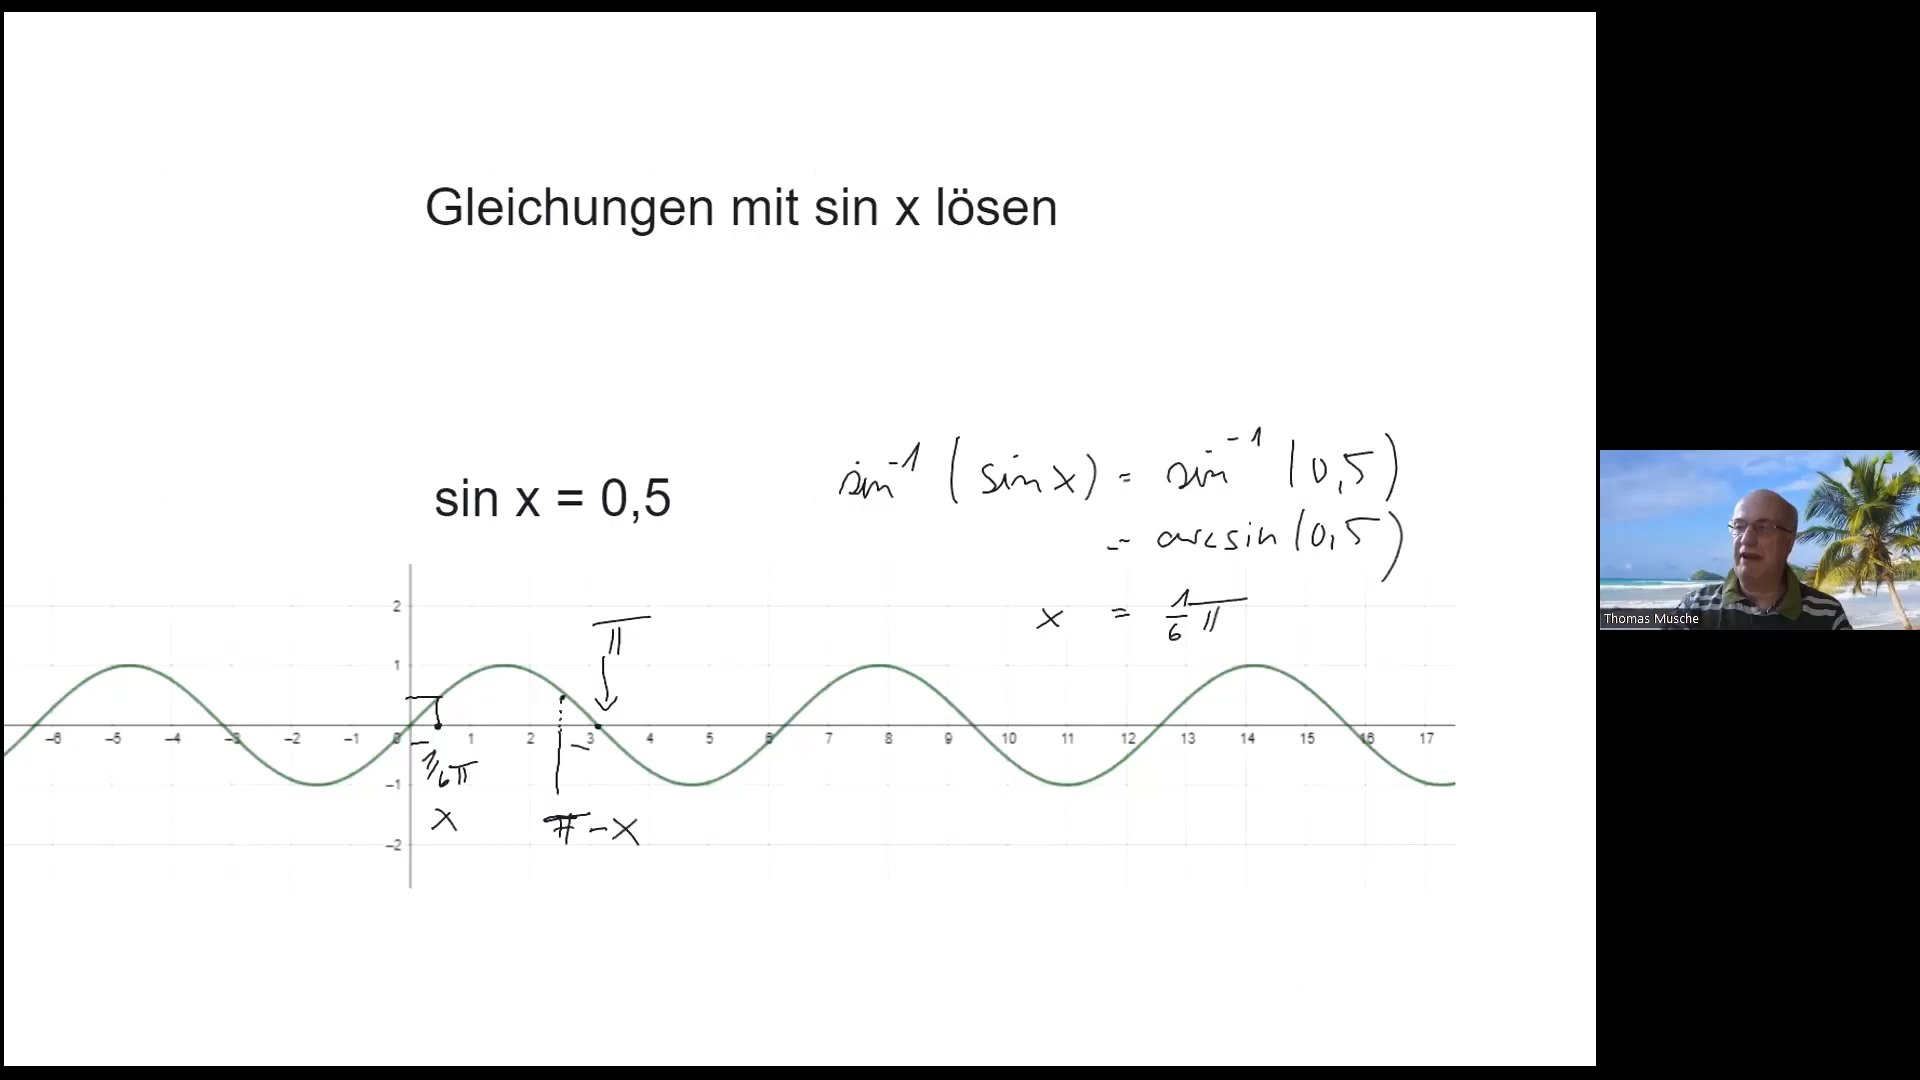 Gleichungen mit sin x lösen
sin x = 0,5
sin⁻¹ (sin x) = sin⁻¹ (0,5)
= arcsin (0,5)
x = 1/6 π
2
1
-1
-2
-6 -5 -4 -3 -2 -1 0 1 2 3 4 5 6 7 8 9 10 11 12 13 14 15 16 17
π
1/6 π
x
π - x
Thomas Musche